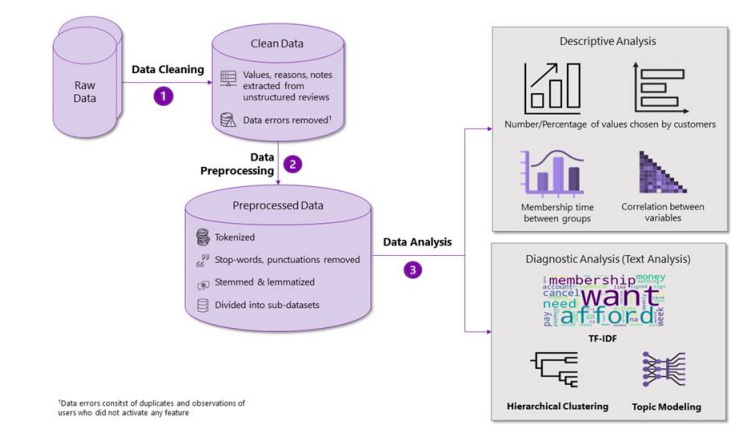 Raw
Data
Data Cleaning
1
Clean Data
Values, reasons, notes
extracted from
unstructured reviews
Data errors removed¹
Data
Preprocessing
2
Preprocessed Data
Tokenized
Stop-words, punctuations removed
Stemmed & lemmatized
Divided into sub-datasets
Data Analysis
3
Descriptive Analysis
Number/Percentage of values chosen by customers
Membership time
between groups
Correlation between
variables
Diagnostic Analysis (Text Analysis)
membership
money
account
cancel
want
need
pay
afford
week
TF-IDF
Hierarchical Clustering
Topic Modeling
¹Data errors consitst of duplicates and observations of
users who did not activate any feature